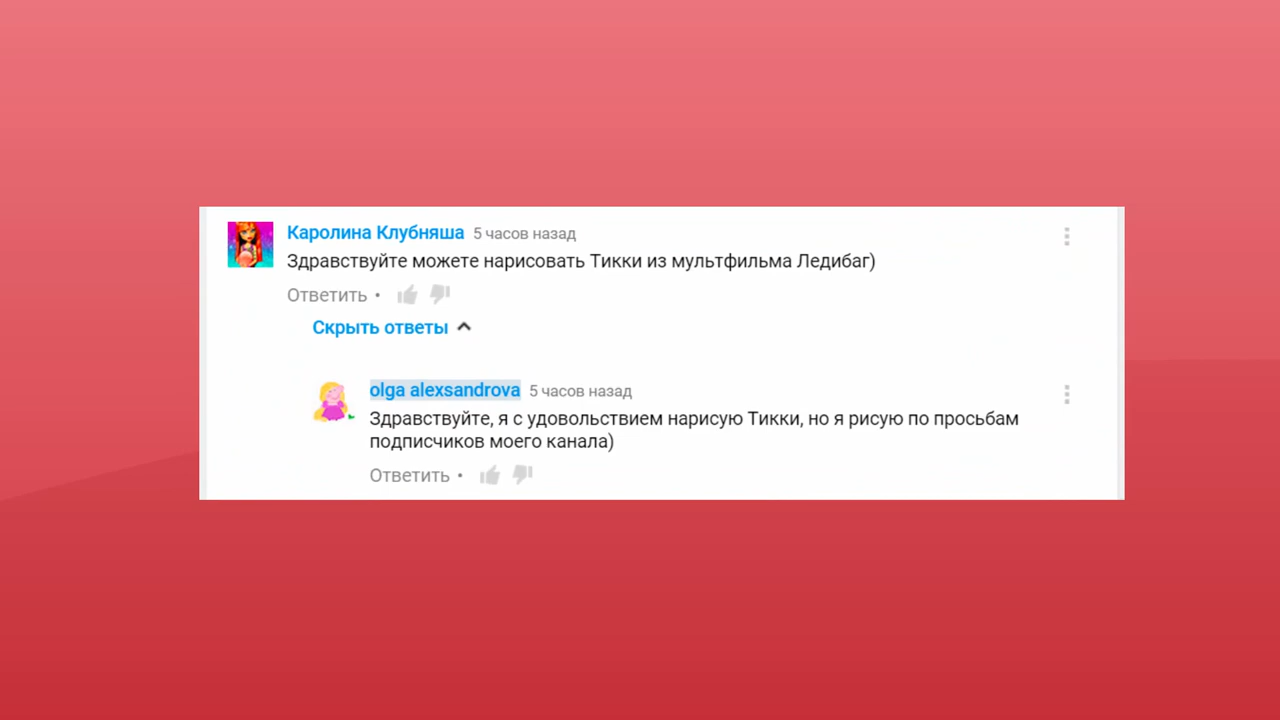 Каролина Клубняша 5 часов назад
Здравствуйте можете нарисовать Тикки из мультфильма Ледибаг)
Ответить •
Скрыть ответы
olga alexsandrova 5 часов назад
Здравствуйте, я с удовольствием нарисую Тикки, но я рисую по просьбам
подписчиков моего канала)
Ответить •